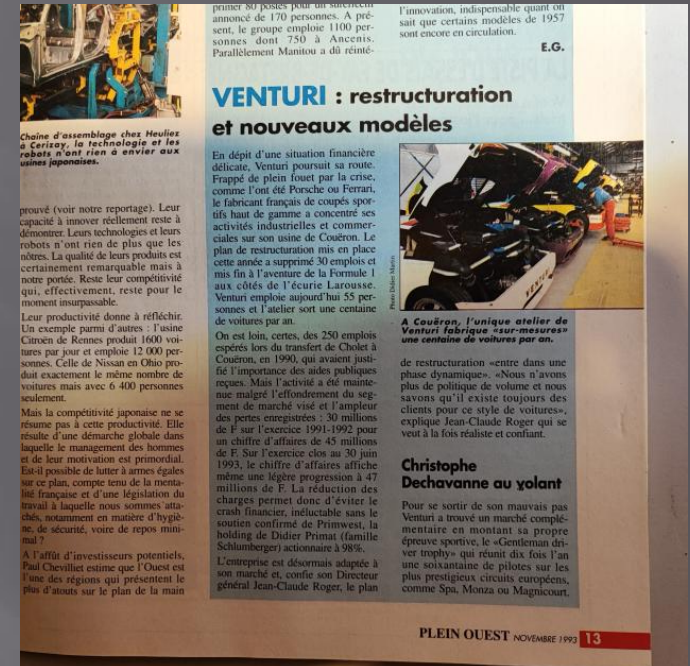 primer 80 postes pour un sureffectif
annoncé de 170 personnes. A pré-
sent, le groupe emploie 1100 per-
sonnes dont 750 à Ancenis.
Parallèlement Manitou a dû réinté-
l'innovation, indispensable quant on
sait que certains modèles de 1957
sont encore en circulation.
E.G.
Chaîne d'assemblage chez Heuliez
à Cerizay, la technologie et les
robots n'ont rien à envier aux
usines japonaises.
prouvé (voir notre reportage). Leur
capacité à innover réellement reste à
démontrer. Leurs technologies et leurs
robots n'ont rien de plus que les
nôtres. La qualité de leurs produits est
certainement remarquable mais à
notre portée. Reste leur compétitivité
qui, effectivement, reste pour le
moment insurpassable.
Leur productivité donne à réfléchir.
Un exemple parmi d'autres : l'usine
Citroën de Rennes produit 1600 voi-
tures par jour et emploie 12 000 per-
sonnes. Celle de Nissan en Ohio pro-
duit exactement le même nombre de
voitures mais avec 6 400 personnes
seulement.
Mais la compétitivité japonaise ne se
résume pas à cette productivité. Elle
résulte d'une démarche globale dans
laquelle le management des hommes
et de leur motivation est primordial.
Est-il possible de lutter à armes égales
sur ce plan, compte tenu de la menta-
lité française et d'une législation du
travail à laquelle nous sommes atta-
chés, notamment en matière d'hygiè-
ne, de sécurité, voire de repos mini-
mal ?
A l'affût d'investisseurs potentiels,
Paul Chevilliet estime que l'Ouest est
l'une des régions qui présentent le
plus d'atouts sur le plan de la main
VENTURI : restructuration
et nouveaux modèles
En dépit d'une situation financière
délicate, Venturi poursuit sa route.
Frappé de plein fouet par la crise,
comme l'ont été Porsche ou Ferrari,
le fabricant français de coupés spor-
tifs haut de gamme a concentré ses
activités industrielles et commer-
ciales sur son usine de Couëron. Le
plan de restructuration mis en place
cette année a supprimé 30 emplois et
mis fin à l'aventure de la Formule 1
aux côtés de l'écurie Larousse.
Venturi emploie aujourd'hui 55 per-
sonnes et l'atelier sort une centaine
de voitures par an.
On est loin, certes, des 250 emplois
espérés lors du transfert de Cholet à
Couëron, en 1990, qui avaient justi-
fié l'importance des aides publiques
reçues. Mais l'activité a été mainte-
nue malgré l'effondrement du seg-
ment de marché visé et l'ampleur
des pertes enregistrées : 30 millions
de F sur l'exercice 1991-1992 pour
un chiffre d'affaires de 45 millions
de F. Sur l'exercice clos au 30 juin
1993, le chiffre d'affaires affiche
même une légère progression à 47
millions de F. La réduction des
charges permet donc d'éviter le
crash financier, inéluctable sans le
soutien confirmé de Primwest, la
holding de Didier Primat (famille
Schlumberger) actionnaire à 98%.
L'entreprise est désormais adaptée à
son marché et, confie son Directeur
général Jean-Claude Roger, le plan
Photo Didier Martin
A Couëron, l'unique atelier de
Venturi fabrique «sur-mesures»
une centaine de voitures par an.
de restructuration «entre dans une
phase dynamique». «Nous n'avons
plus de politique de volume et nous
savons qu'il existe toujours des
clients pour ce style de voitures»,
explique Jean-Claude Roger qui se
veut à la fois réaliste et confiant.
Christophe
Dechavanne au volant
Pour se sortir de son mauvais pas
Venturi a trouvé un marché complé-
mentaire en montant sa propre
épreuve sportive, le «Gentleman dri-
ver trophy» qui réunit dix fois l'an
une soixantaine de pilotes sur les
plus prestigieux circuits européens,
comme Spa, Monza ou Magnicourt.
PLEIN OUEST NOVEMBRE 1993 13